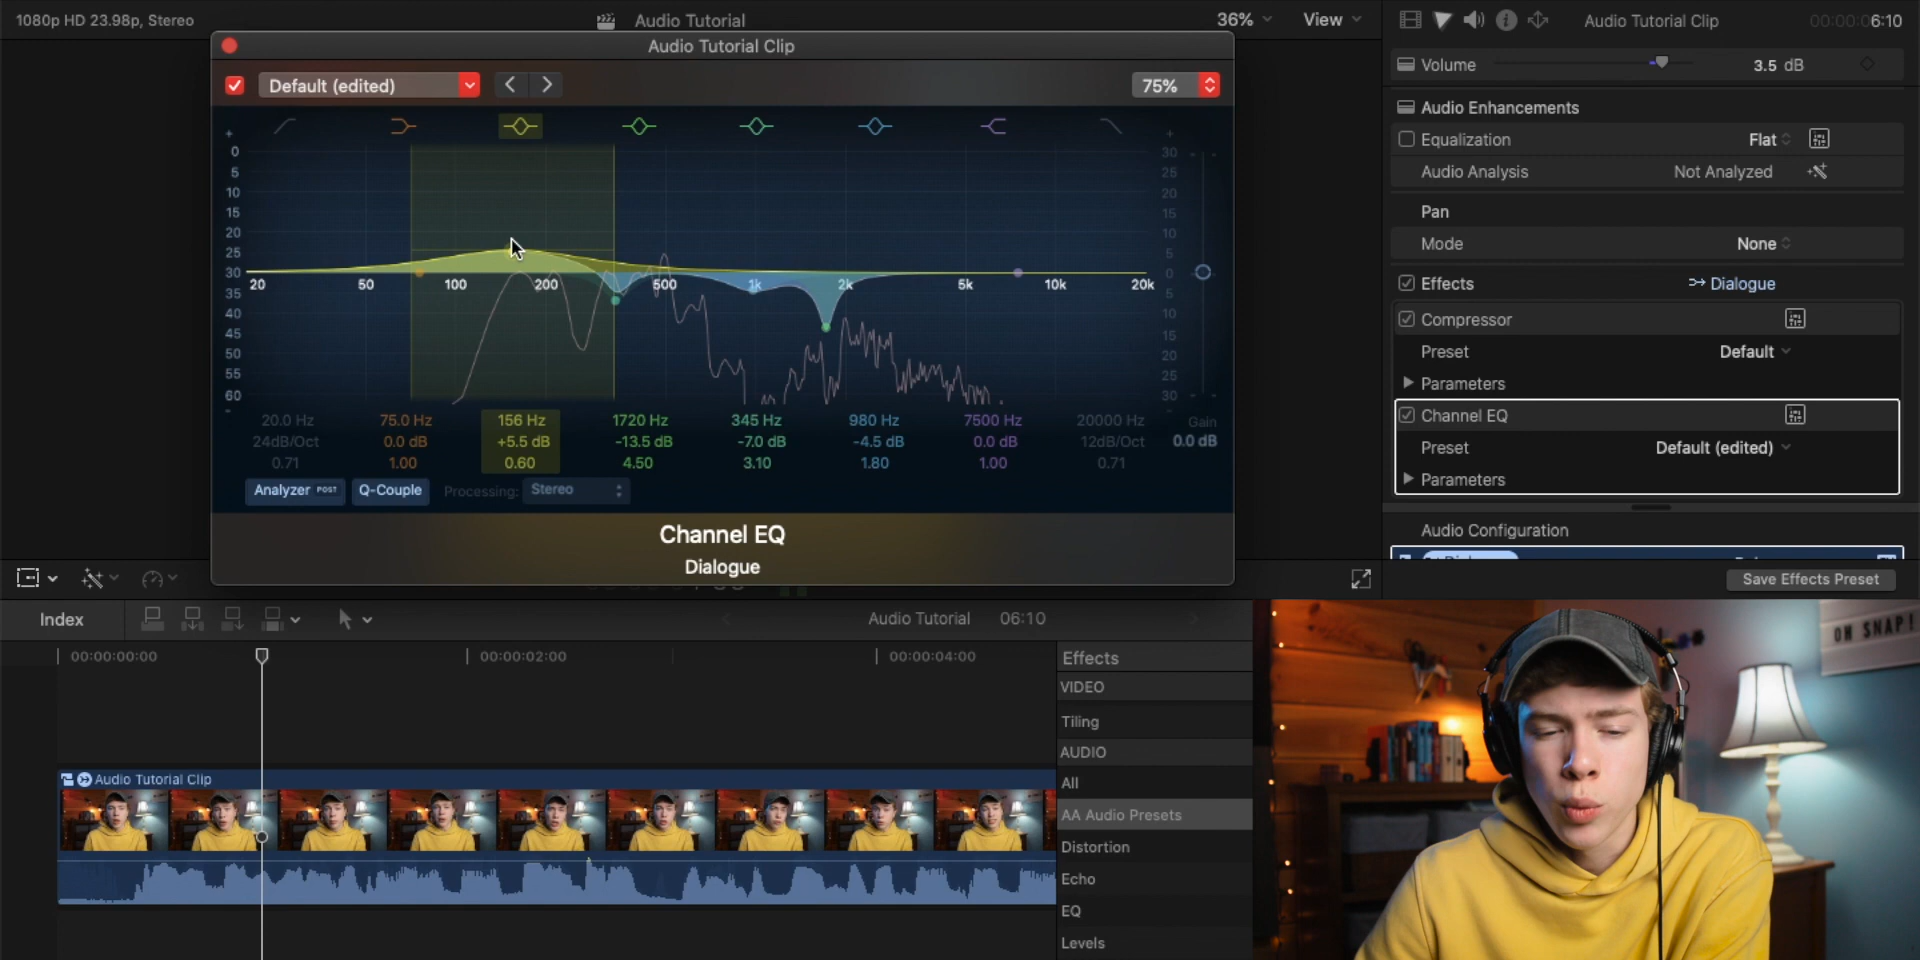 1080p HD 23.98p, Stereo
Audio Tutorial
36%
View
Audio Tutorial Clip
00:00:06:10
Audio Tutorial Clip
Default (edited)
75%
Volume
3.5 dB
Audio Enhancements
Equalization
Flat
Audio Analysis
Not Analyzed
Pan
Mode
None
Effects
Dialogue
Compressor
Preset
Default
Parameters
Channel EQ
Preset
Default (edited)
Parameters
Audio Configuration
Save Effects Preset
+
0
5
10
15
20
25
30
35
40
45
50
55
60
-
20 50 100 200 500 1k 2k 5k 10k 20k
+
30
25
20
15
10
5
0
5
10
15
20
25
30
-
20.0 Hz 75.0 Hz 156 Hz 1720 Hz 345 Hz 980 Hz 7500 Hz 20000 Hz Gain
24dB/Oct 0.0 dB +5.5 dB -13.5 dB -7.0 dB -4.5 dB 0.0 dB 12dB/Oct 0.0 dB
0.71 1.00 0.60 4.50 3.10 1.80 1.00 0.71
Analyzer POST
Q-Couple
Processing: Stereo
Channel EQ
Dialogue
Index
Audio Tutorial
06:10
00:00:00:00
00:00:02:00
00:00:04:00
Audio Tutorial Clip
Effects
VIDEO
Tiling
AUDIO
All
AA Audio Presets
Distortion
Echo
EQ
Levels
OH SNAP!